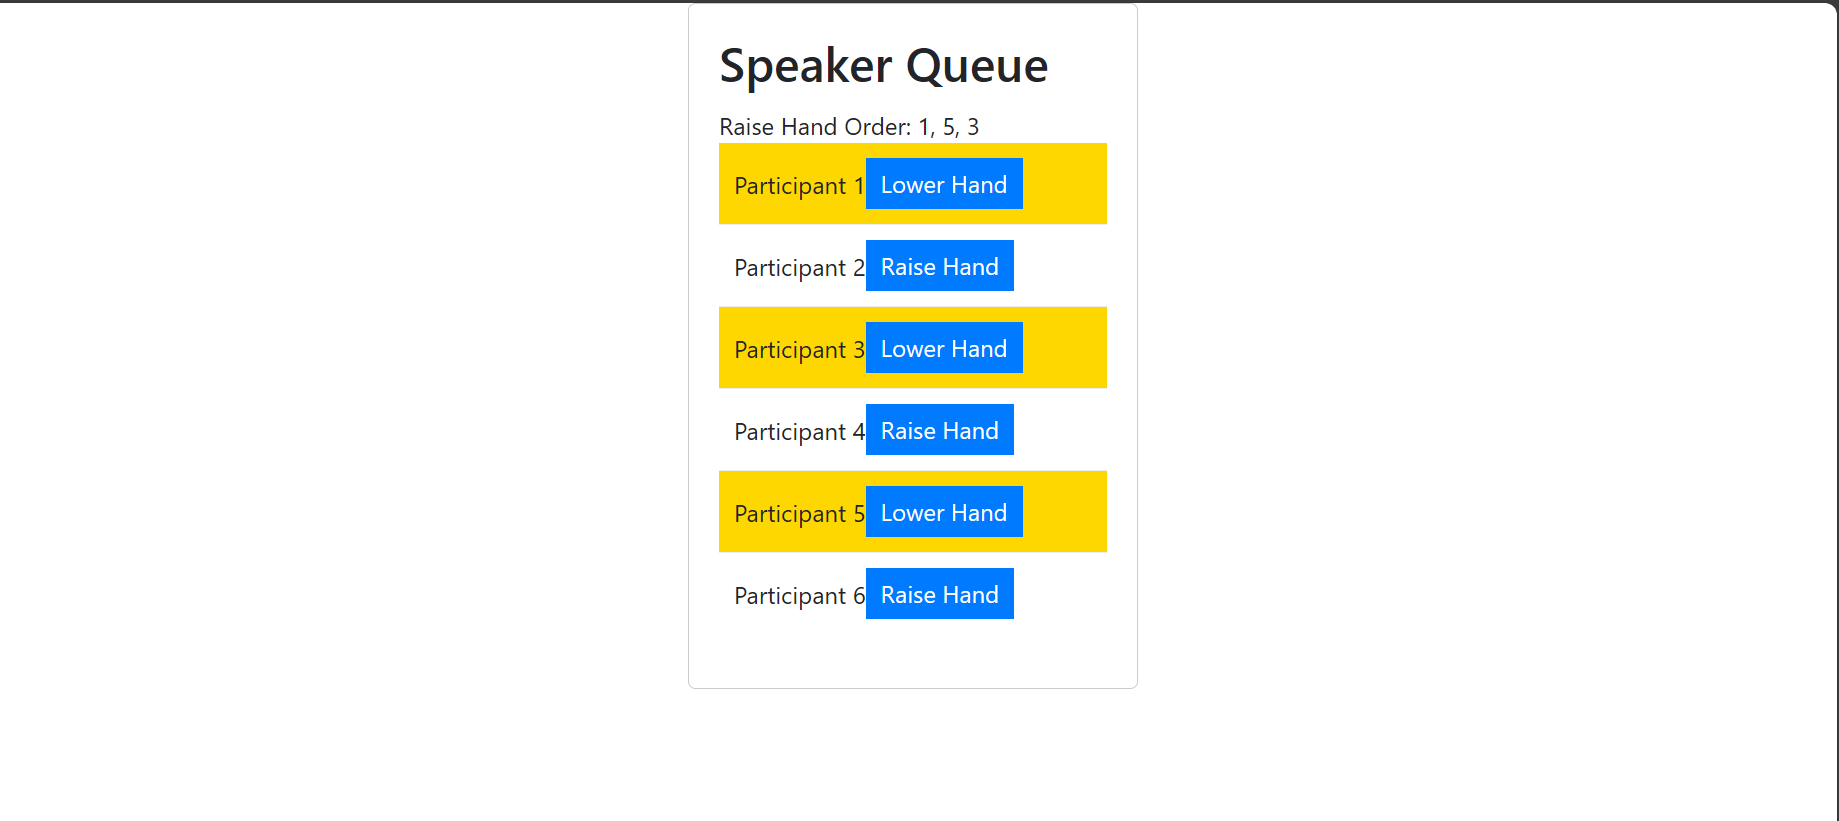 Speaker Queue
Raise Hand Order: 1, 5, 3
Participant 1 Lower Hand
Participant 2 Raise Hand
Participant 3 Lower Hand
Participant 4 Raise Hand
Participant 5 Lower Hand
Participant 6 Raise Hand